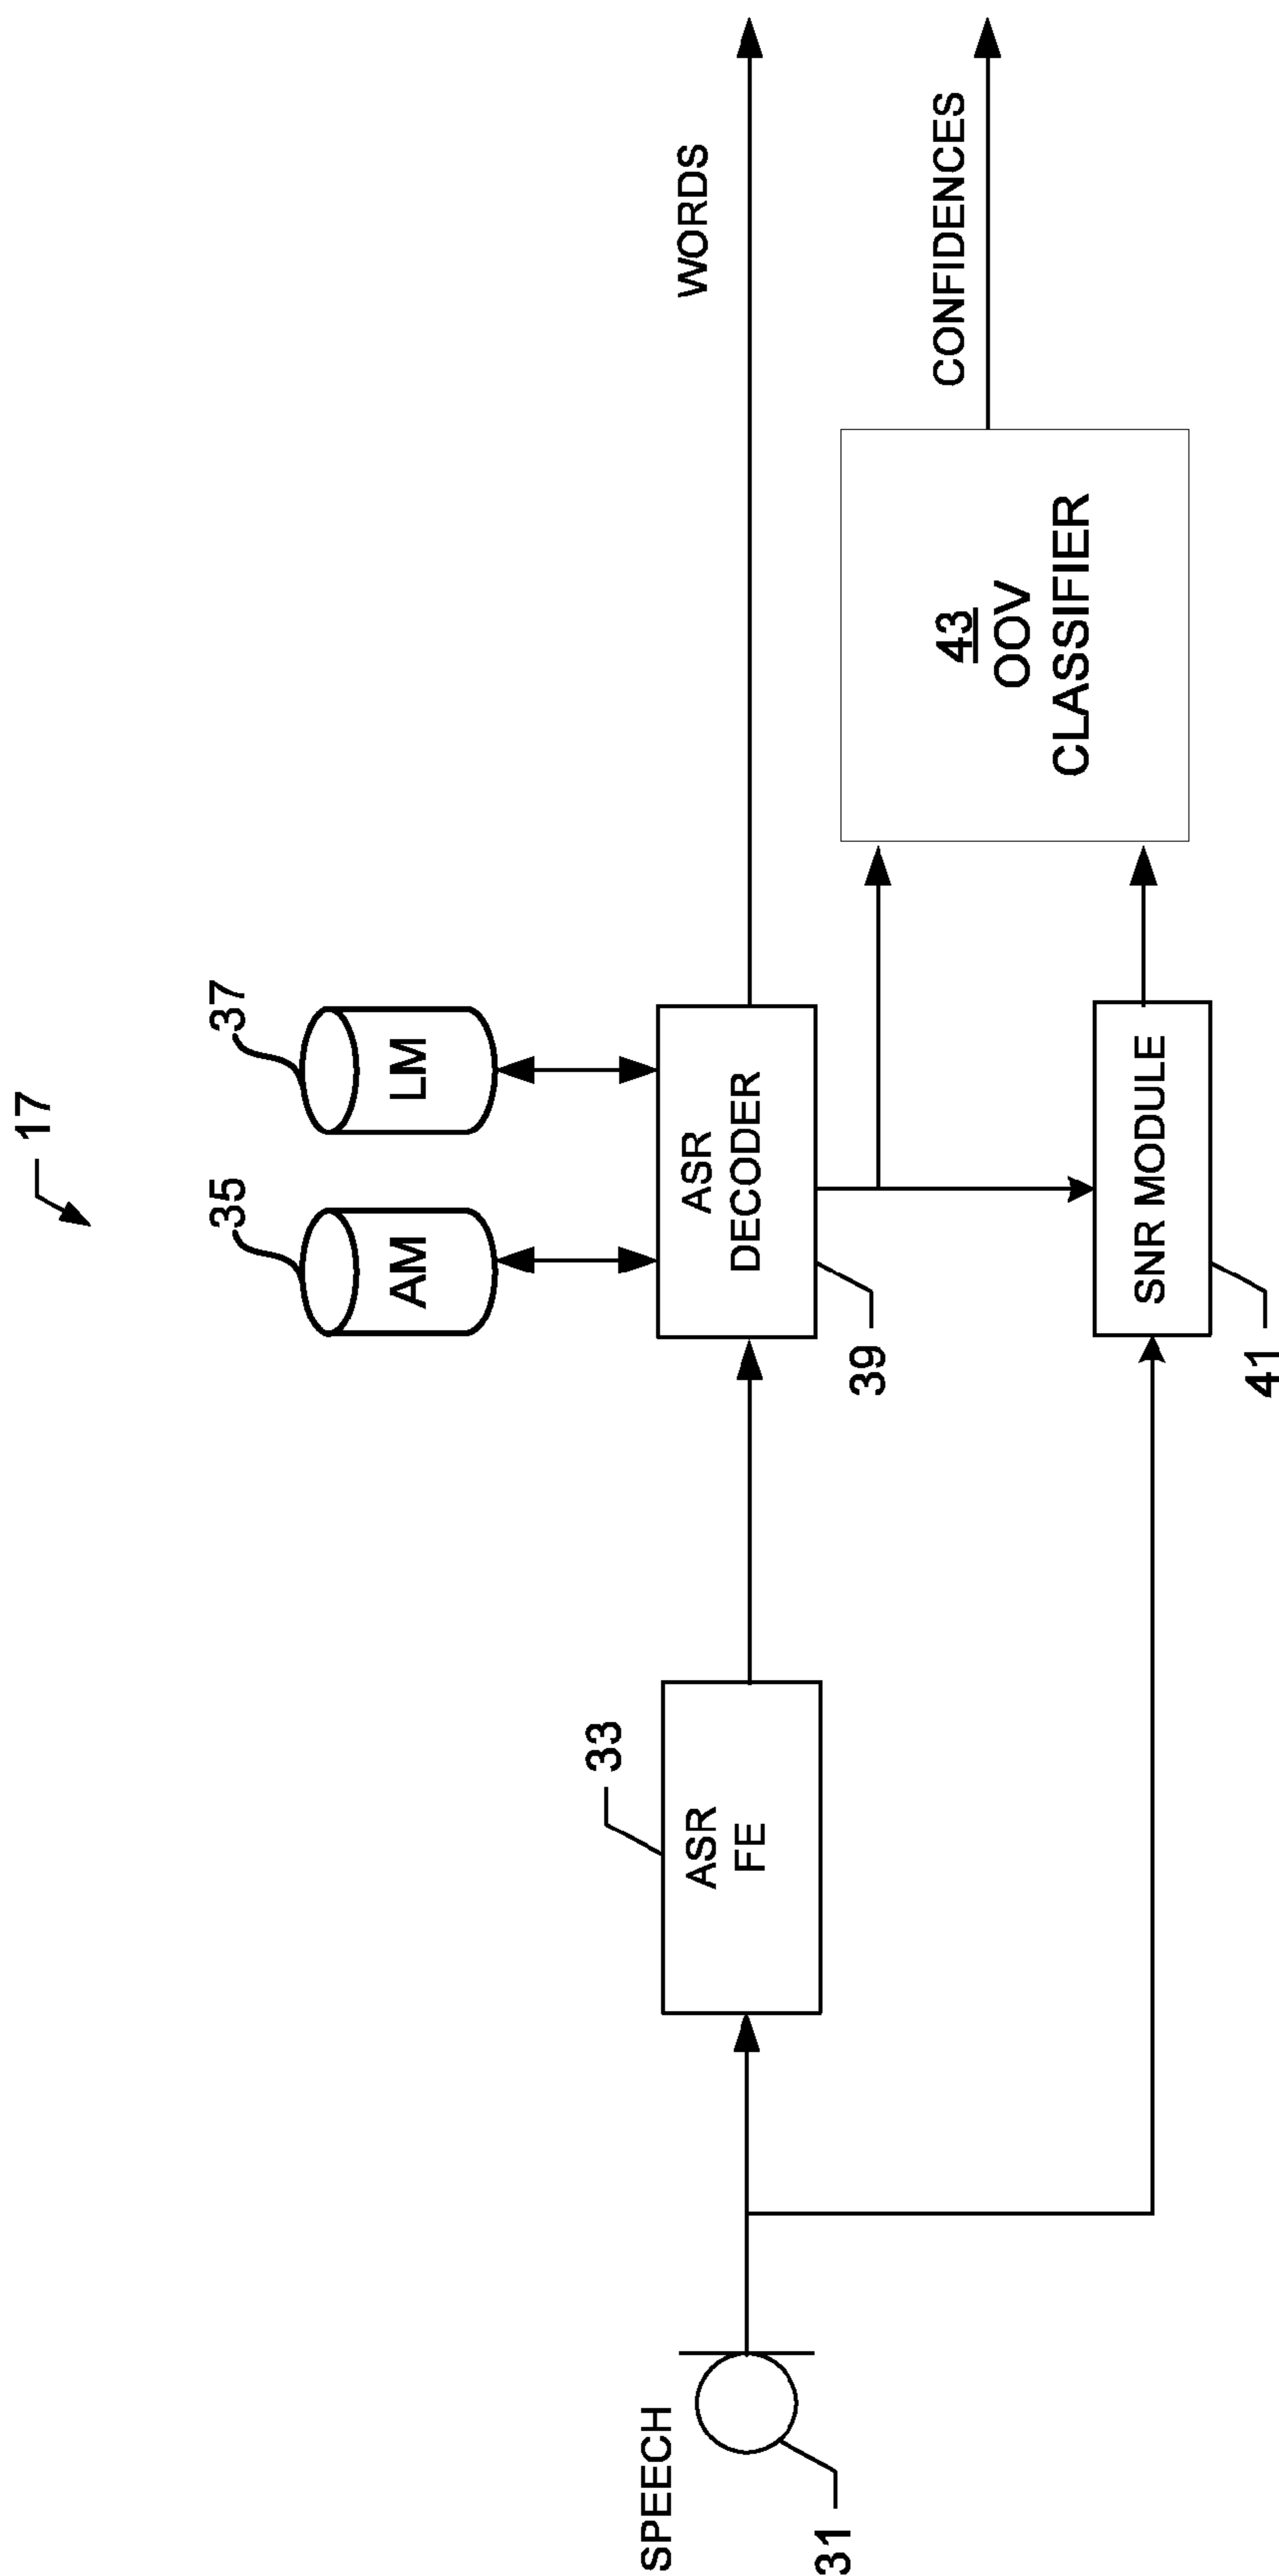 17
35
37
AM
LM
SPEECH
31
33
ASR
FE
ASR
DECODER
39
WORDS
CONFIDENCES
43
OOV
CLASSIFIER
SNR MODULE
41